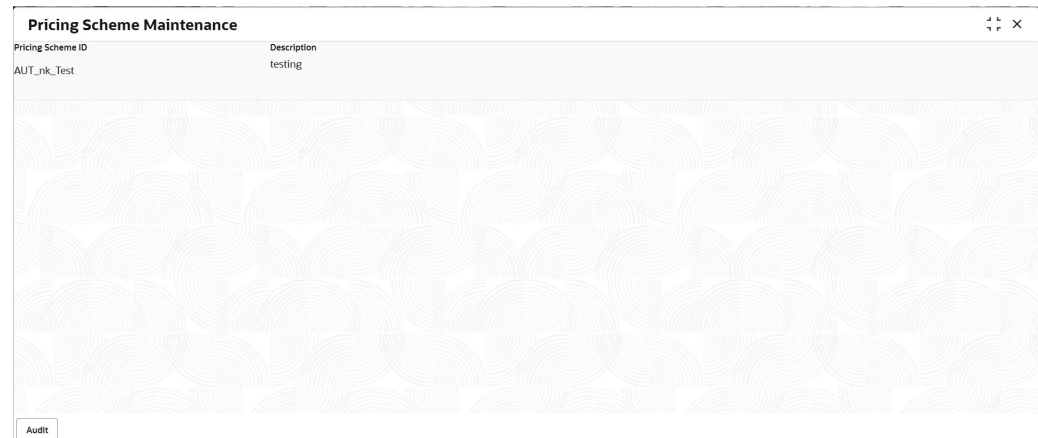 Pricing Scheme Maintenance
Pricing Scheme ID Description
AUT_nk_Test testing
Audit